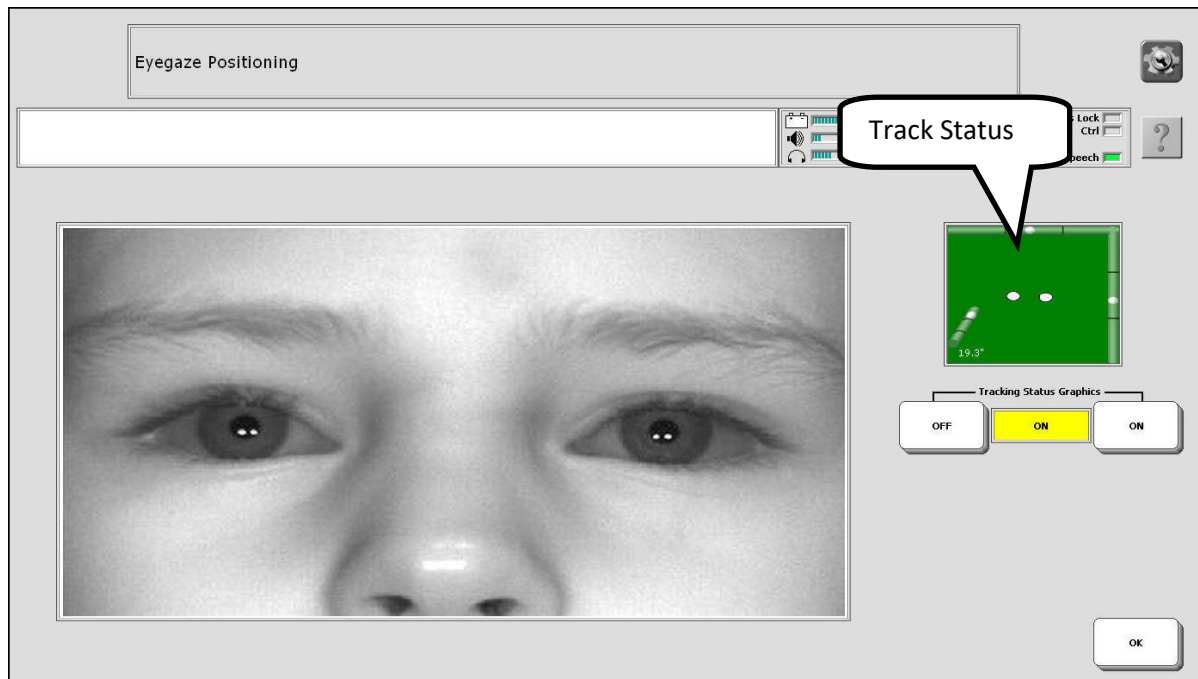 Eyegaze Positioning
Track Status
s Lock
Ctrl
peech
?
19.3°
Tracking Status Graphics
OFF
ON
ON
OK